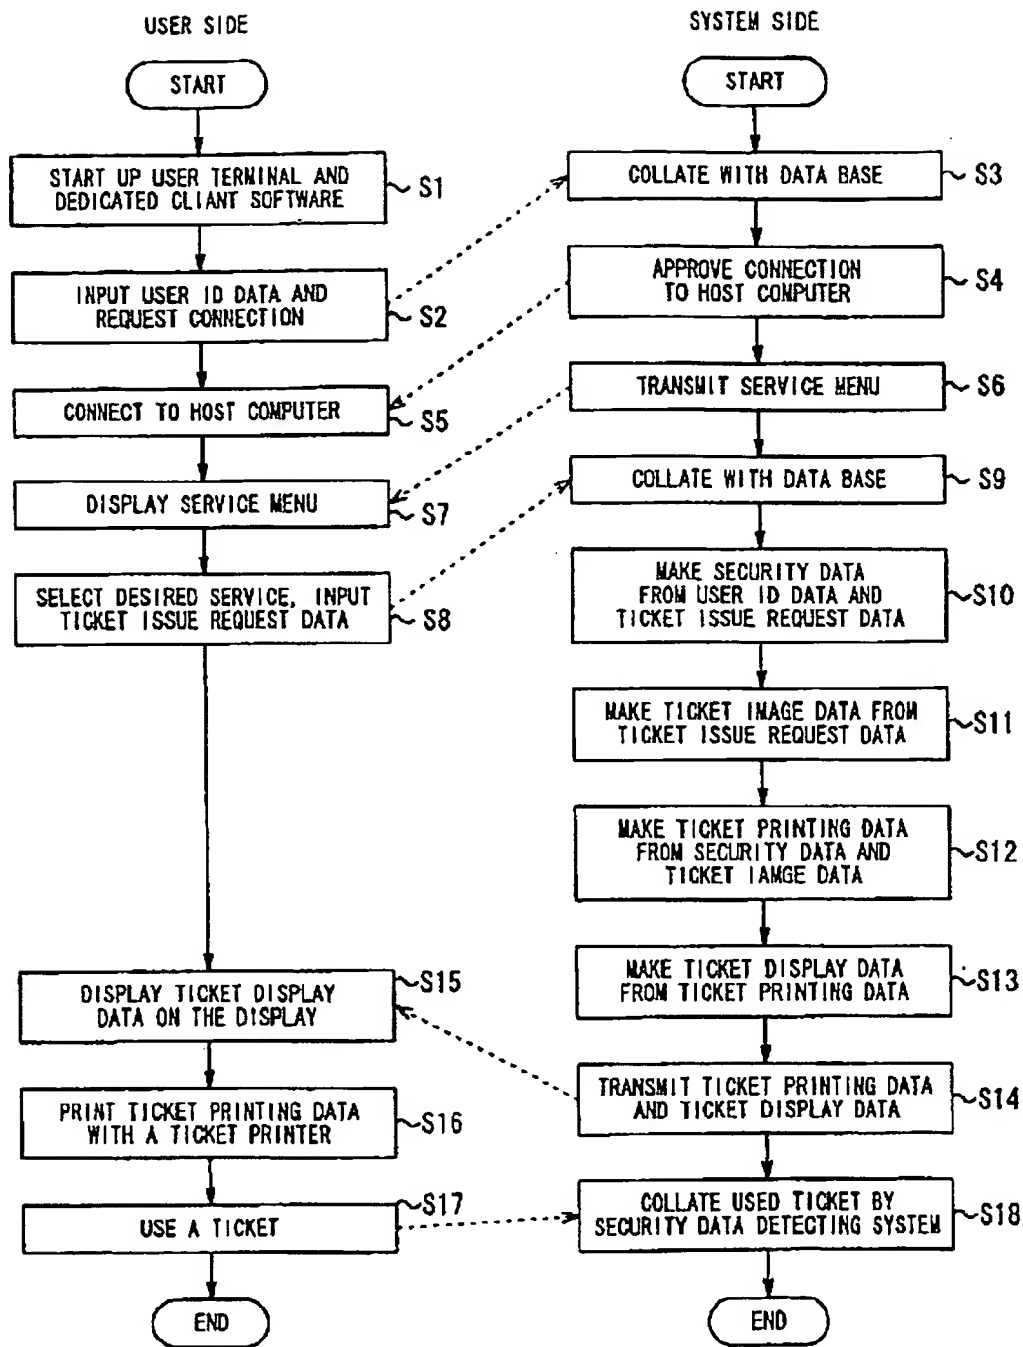 USER SIDE
START
START UP USER TERMINAL AND
DEDICATED CLIANT SOFTWARE
S1
INPUT USER ID DATA AND
REQUEST CONNECTION
S2
CONNECT TO HOST COMPUTER
S5
DISPLAY SERVICE MENU
S7
SELECT DESIRED SERVICE, INPUT
TICKET ISSUE REQUEST DATA
S8
DISPLAY TICKET DISPLAY
DATA ON THE DISPLAY
S15
PRINT TICKET PRINTING DATA
WITH A TICKET PRINTER
S16
USE A TICKET
S17
END
SYSTEM SIDE
START
COLLATE WITH DATA BASE
S3
APPROVE CONNECTION
TO HOST COMPUTER
S4
TRANSMIT SERVICE MENU
S6
COLLATE WITH DATA BASE
S9
MAKE SECURITY DATA
FROM USER ID DATA AND
TICKET ISSUE REQUEST DATA
S10
MAKE TICKET IMAGE DATA FROM
TICKET ISSUE REQUEST DATA
S11
MAKE TICKET PRINTING DATA
FROM SECURITY DATA AND
TICKET IAMGE DATA
S12
MAKE TICKET DISPLAY DATA
FROM TICKET PRINTING DATA
S13
TRANSMIT TICKET PRINTING DATA
AND TICKET DISPLAY DATA
S14
COLLATE USED TICKET BY
SECURITY DATA DETECTING SYSTEM
S18
END